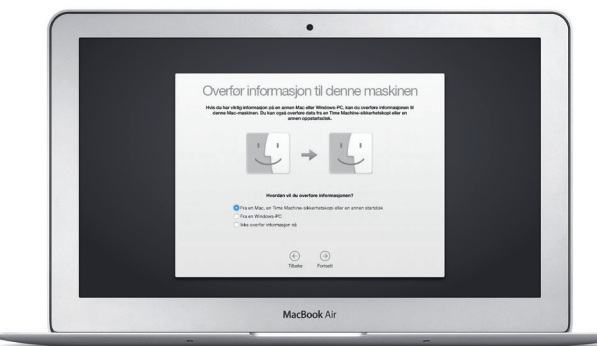 Overfør informasjon til denne maskinen
Hvis du har viktig informasjon på en annen Mac eller Windows-PC, kan du overføre informasjonen til
denne Mac-maskinen. Du kan også overføre data fra en Time Machine-sikkerhetskopi eller en
annen oppstartsdisk.
Hvordan vil du overføre informasjonen?
Fra en Mac, en Time Machine-sikkerhetskopi eller en annen startdisk
Fra en Windows-PC
Ikke overfør informasjon nå
Tilbake Fortsett
MacBook Air